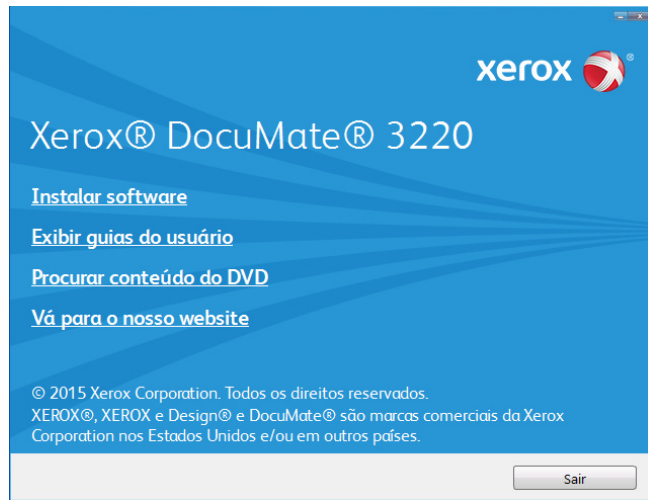 xerox ®
Xerox® DocuMate® 3220
Instalar software
Exibir guias do usuário
Procurar conteúdo do DVD
Vá para o nosso website
© 2015 Xerox Corporation. Todos os direitos reservados.
XEROX®, XEROX e Design® e DocuMate® são marcas comerciais da Xerox
Corporation nos Estados Unidos e/ou em outros países.
Sair